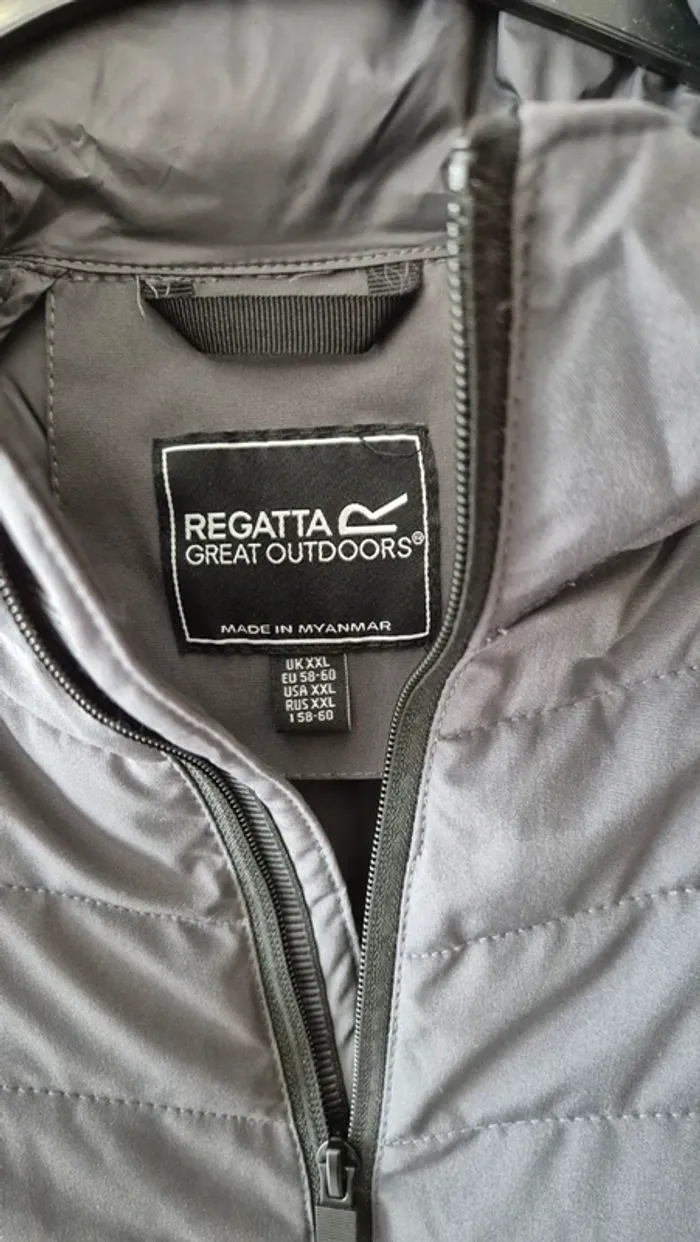 REGATTA
GREAT OUTDOORS®
MADE IN MYANMAR
UK XXL
EU 58-60
USA XXL
RUS XXL
I 58-60